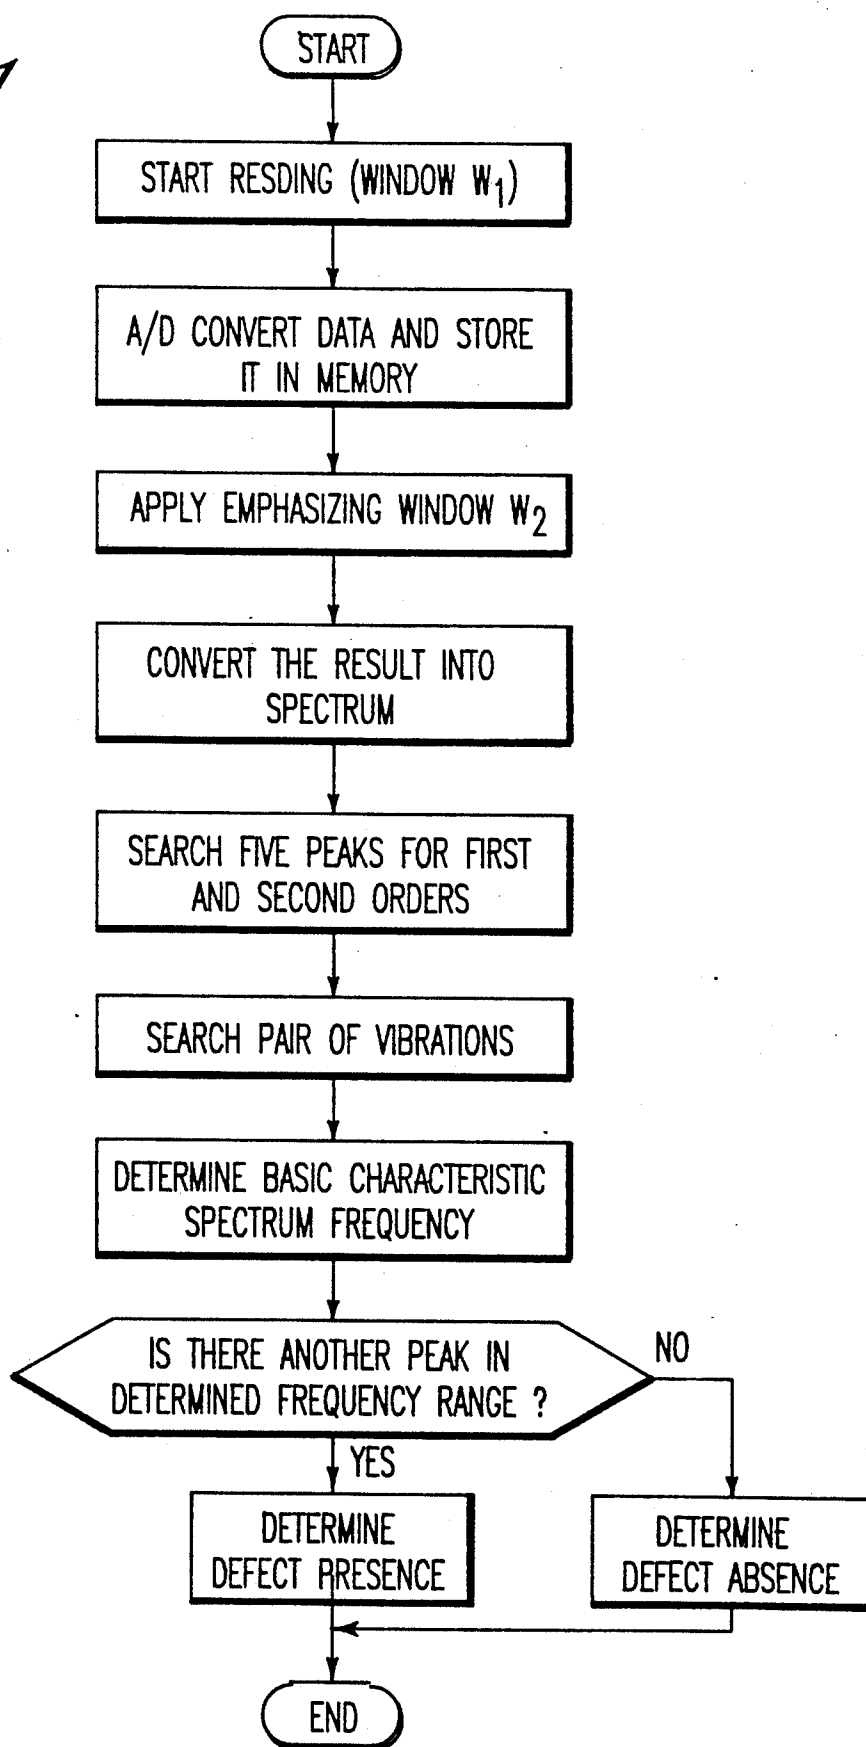 START
START RESDING (WINDOW W1)
A/D CONVERT DATA AND STORE
IT IN MEMORY
APPLY EMPHASIZING WINDOW W2
CONVERT THE RESULT INTO
SPECTRUM
SEARCH FIVE PEAKS FOR FIRST
AND SECOND ORDERS
SEARCH PAIR OF VIBRATIONS
DETERMINE BASIC CHARACTERISTIC
SPECTRUM FREQUENCY
IS THERE ANOTHER PEAK IN
DETERMINED FREQUENCY RANGE ?
NO
YES
DETERMINE
DEFECT PRESENCE
DETERMINE
DEFECT ABSENCE
END